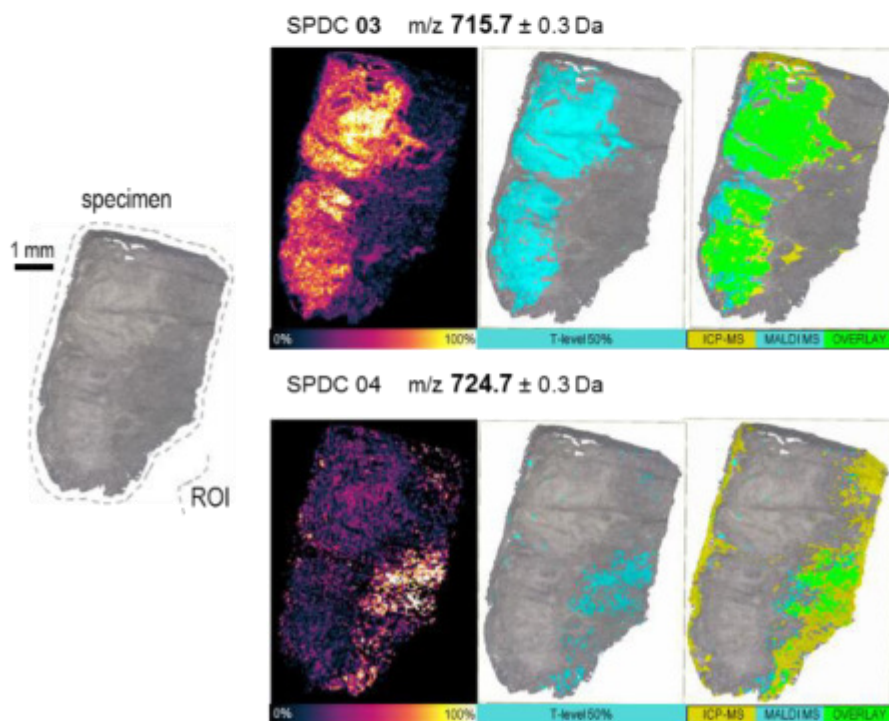 SPDC 03 m/z 715.7 ± 0.3 Da
specimen
1 mm
ROI
0% 100% T-level 50% ICP-MS MALDI MS OVERLAY
SPDC 04 m/z 724.7 ± 0.3 Da
0% 100% T-level 50% ICP-MS MALDI MS OVERLAY